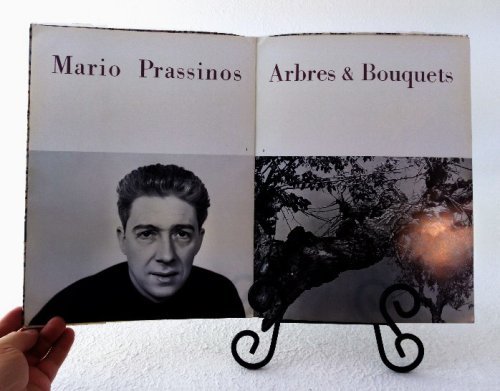 Mario Prassinos
Arbres & Bouquets